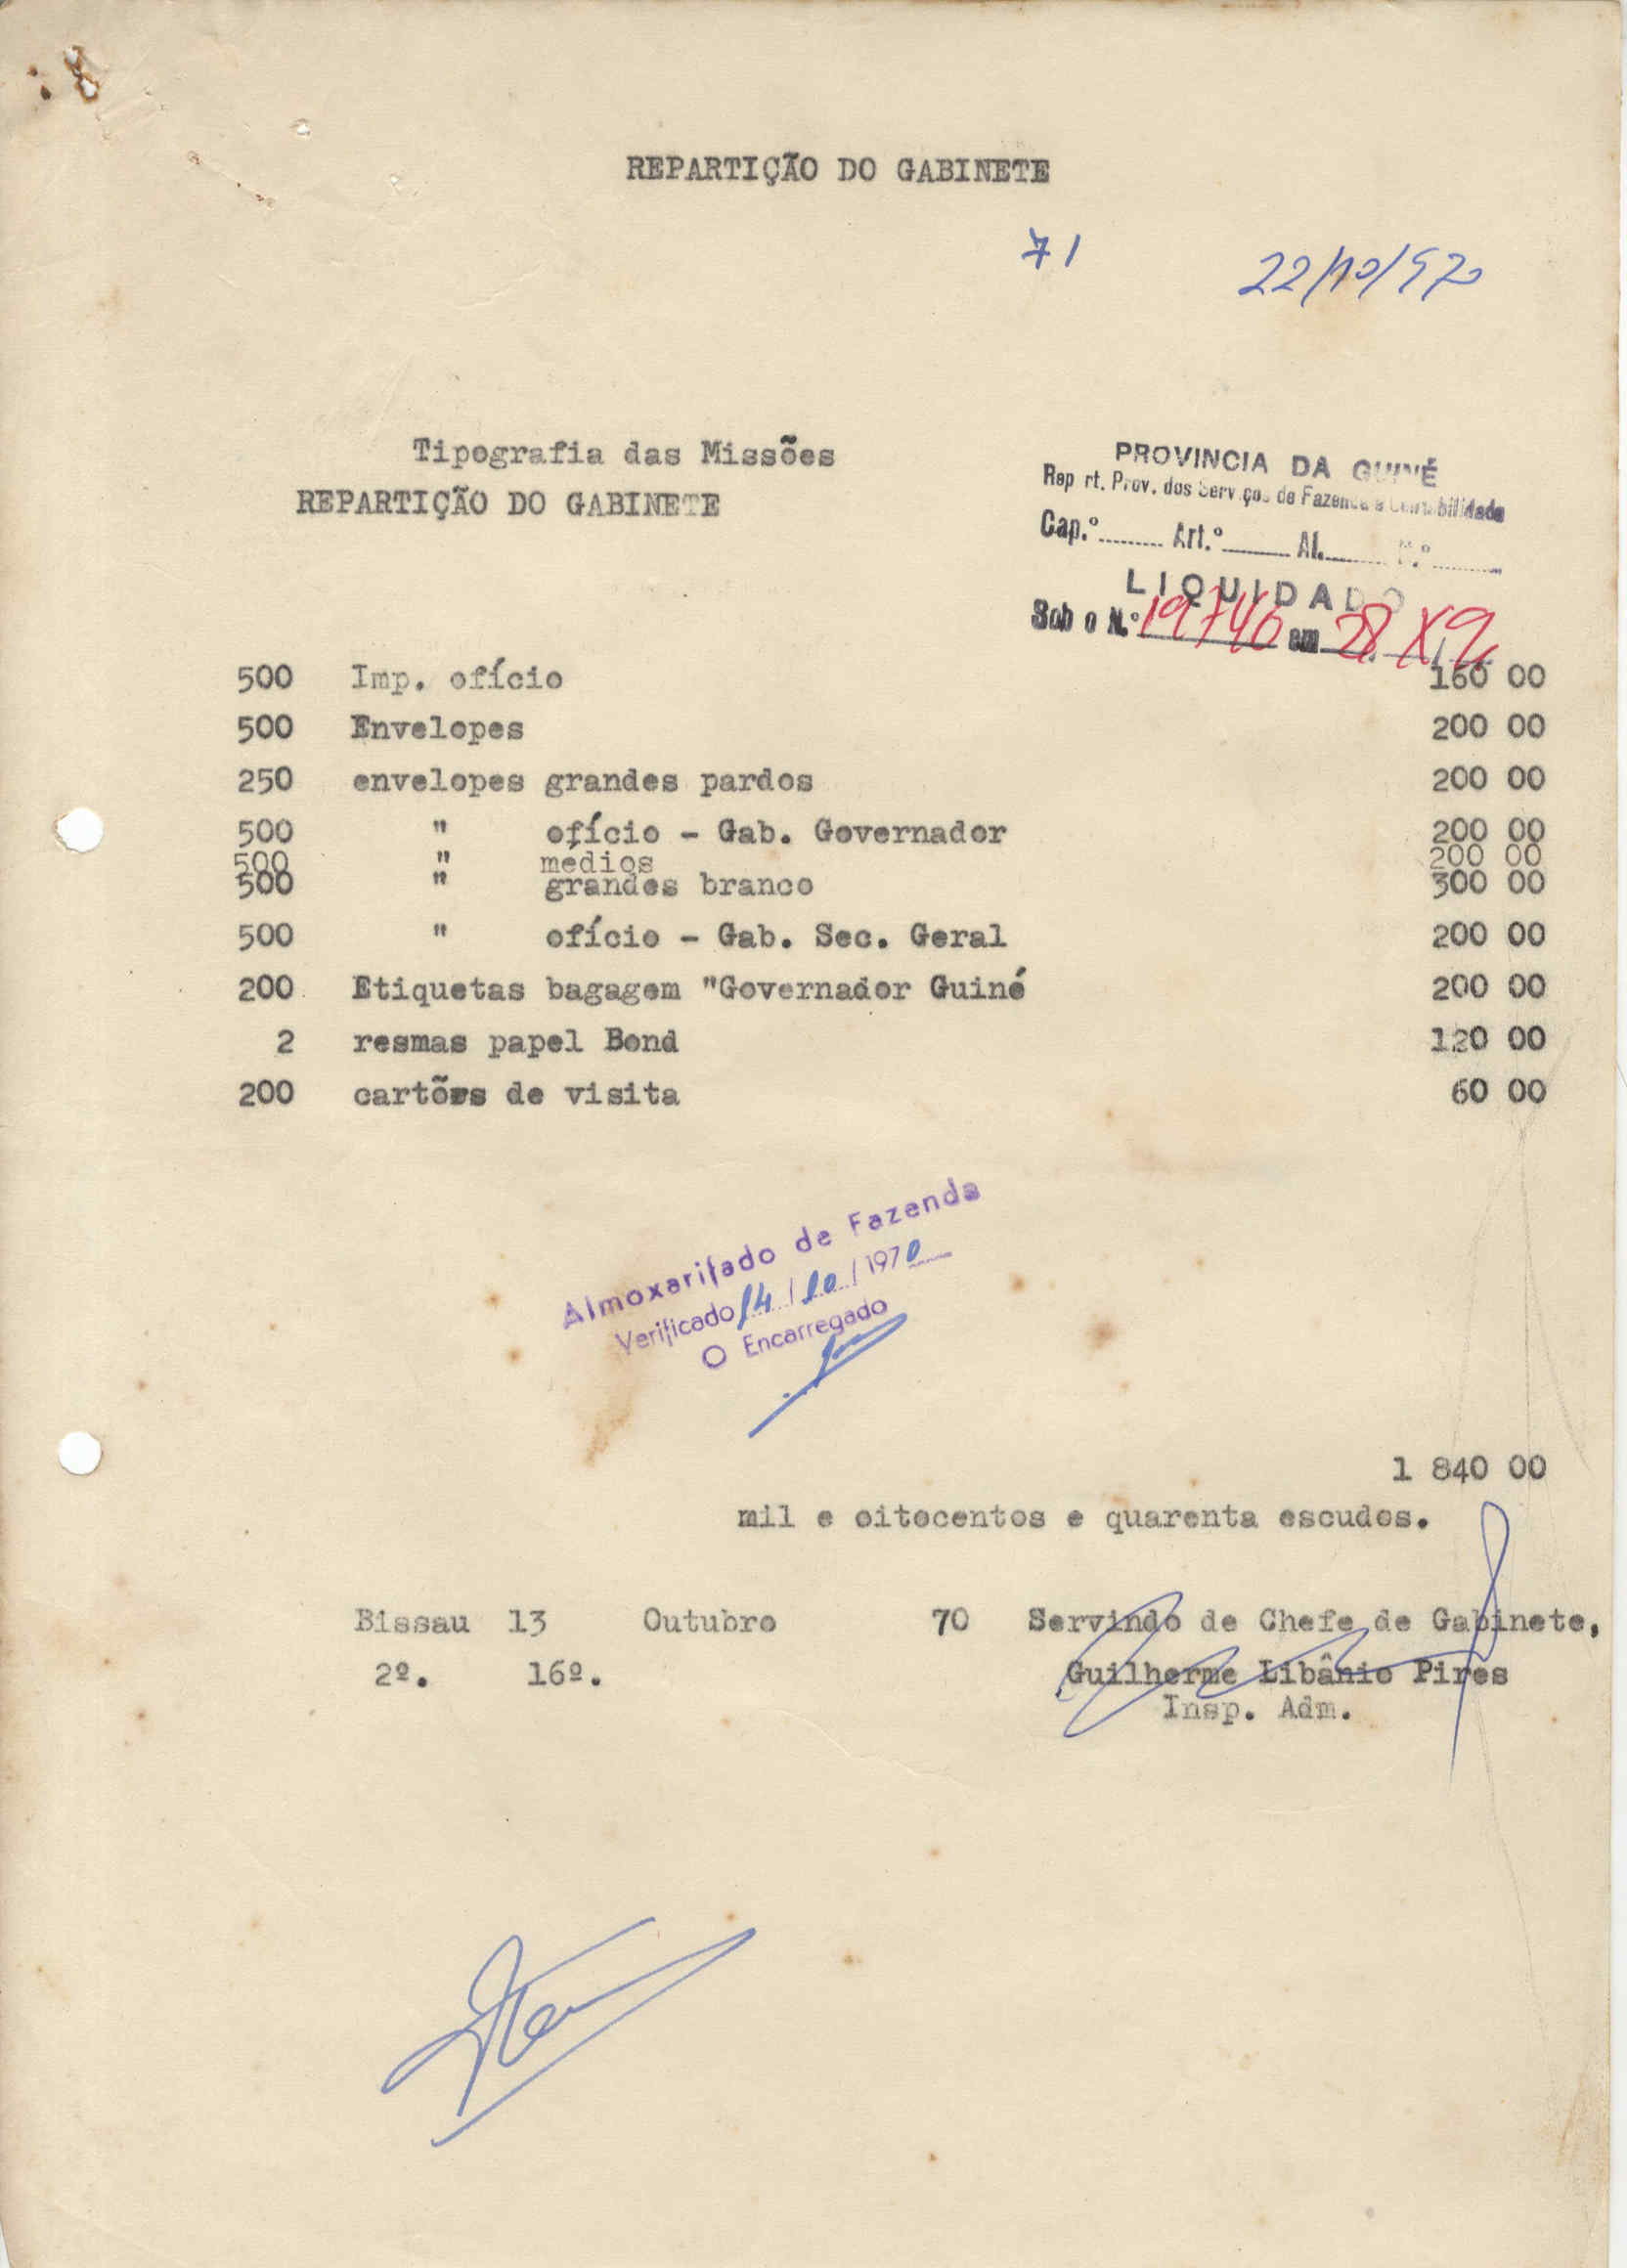 REPARTIÇÃO DO GABINETE
71
22/10/970
Tipografia das Missões
REPARTIÇÃO DO GABINETE
PROVINCIA DA GUINÉ
Rep rt. Prov. dos Serviços de Fazenda e Contabilidade
Cap.º Art.º Al. N.º
LIQUIDADO
Sob o N.º 19746 em 28
500 Imp. ofício 160 00
500 Envelopes 200 00
250 envelopes grandes pardos 200 00
500 " ofício - Gab. Governador 200 00
500 " médios 200 00
500 " grandes branco 300 00
500 " ofício - Gab. Sec. Geral 200 00
200 Etiquetas bagagem "Governador Guiné 200 00
2 resmas papel Bond 120 00
200 cartões de visita 60 00
Almoxarifado de Fazenda
Verificado 14/10/1970
O Encarregado
1 840 00
mil e oitocentos e quarenta escudos.
Bissau 13 Outubro 70 Servindo de Chefe de Gabinete,
2º. 16º. Guilherme Libânio Pires
Insp. Adm.